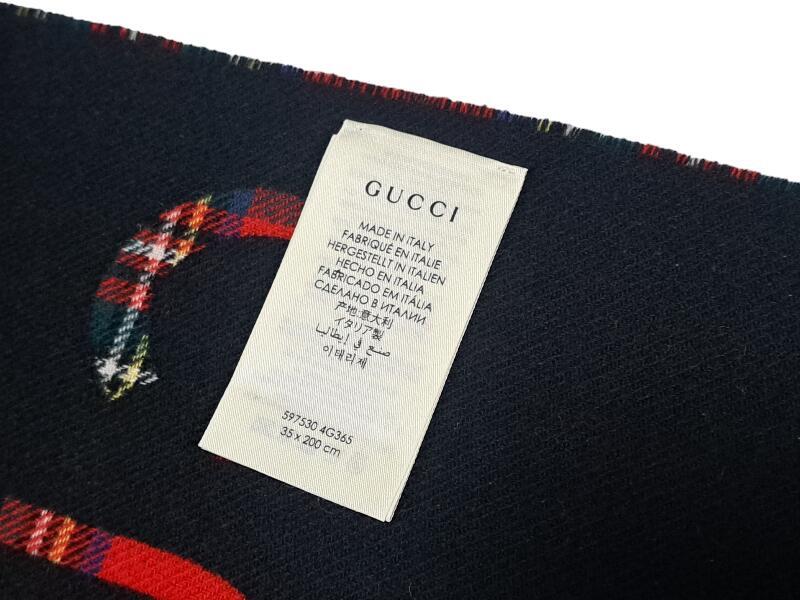 GUCCI
MADE IN ITALY
FABRIQUÉ EN ITALIE
HERGESTELLT IN ITALIEN
HECHO EN ITALIA
FABRICADO EM ITÁLIA
СДЕЛАНО В ИТАЛИИ
产地:意大利
イタリア製
صنع في إيطاليا
이태리제
597530 4G365
35 x 200 cm